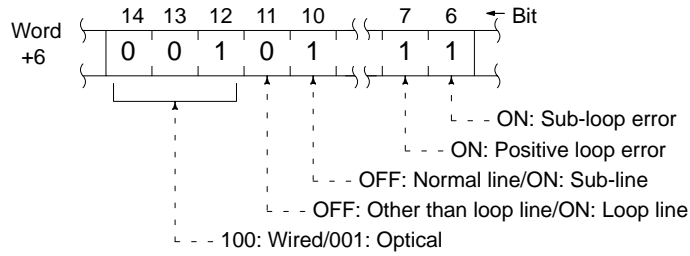 14 13 12 11 10 7 6 Bit
Word
+6
0 0 1 0 1 1 1
ON: Sub-loop error
ON: Positive loop error
OFF: Normal line/ON: Sub-line
OFF: Other than loop line/ON: Loop line
100: Wired/001: Optical